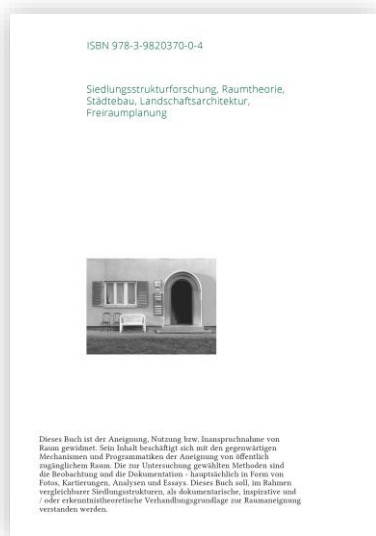 ISBN 978-3-9820370-0-4
Siedlungsstrukturforschung, Raumtheorie,
Städtebau, Landschaftsarchitektur,
Freiraumplanung
Dieses Buch ist der Aneignung, Nutzung bzw. Inanspruchnahme von
Raum gewidmet. Sein Inhalt beschäftigt sich mit den gegenwärtigen
Mechanismen und Programmatiken der Aneignung von öffentlich
zugänglichem Raum. Die zur Untersuchung gewählten Methoden sind
die Beobachtung und die Dokumentation - hauptsächlich in Form von
Fotos, Kartierungen, Analysen und Essays. Dieses Buch soll, im Rahmen
vergleichbarer Siedlungsstrukturen, als dokumentarische, inspirative und
/ oder erkenntnistheoretische Verhandlungsgrundlage zur Raumaneignung
verstanden werden.